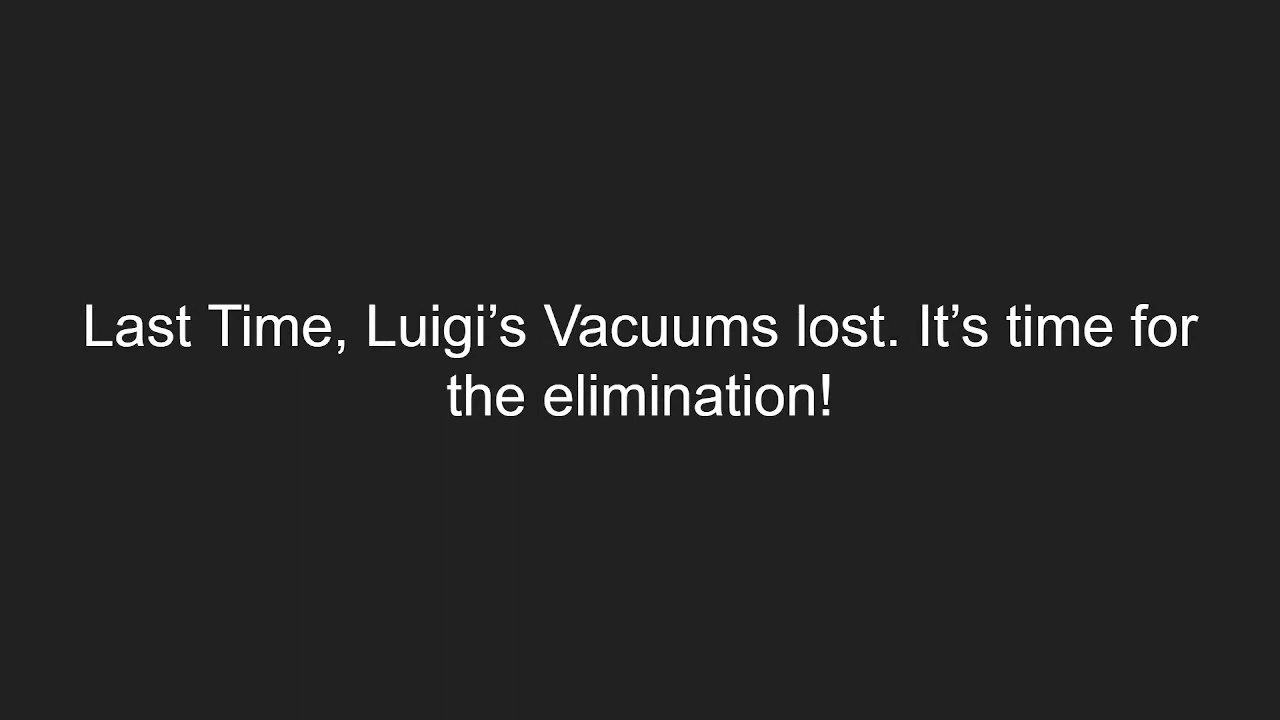 Last Time, Luigi’s Vacuums lost. It’s time for
the elimination!